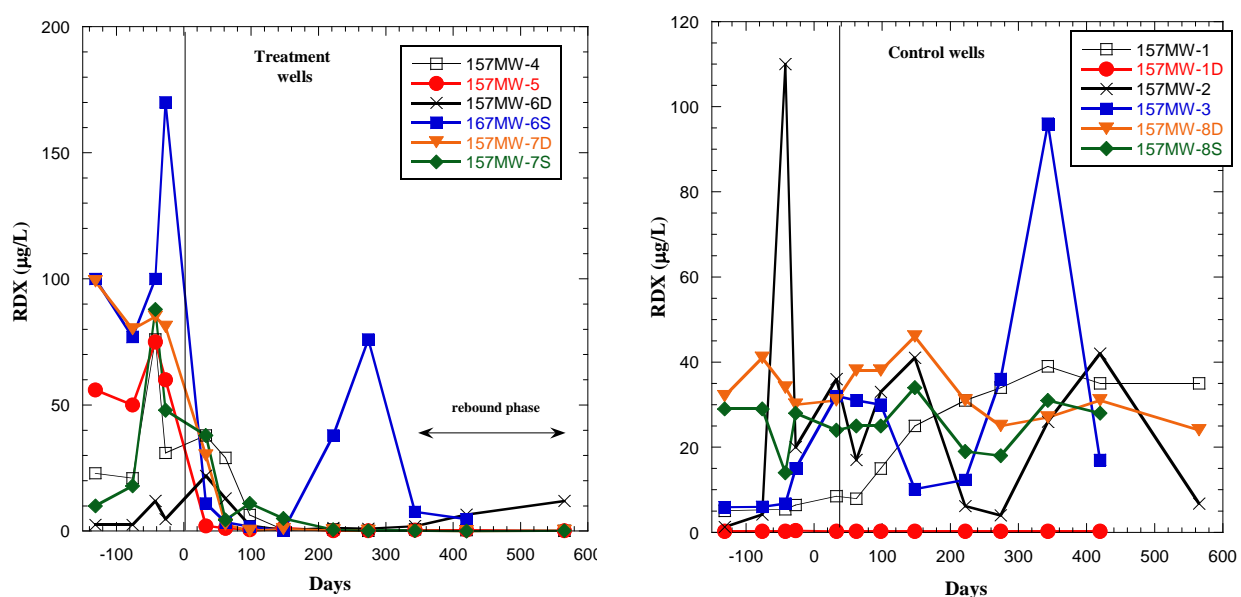 200
150
100
50
0
RDX (µg/L)
-100
0
100
200
300
400
500
Days
Treatment
wells
157MW-4
157MW-5
157MW-6D
167MW-6S
157MW-7D
157MW-7S
rebound phase
120
100
80
60
40
20
0
RDX (µg/L)
-100
0
100
200
300
400
500
600
Days
Control wells
157MW-1
157MW-1D
157MW-2
157MW-3
157MW-8D
157MW-8S